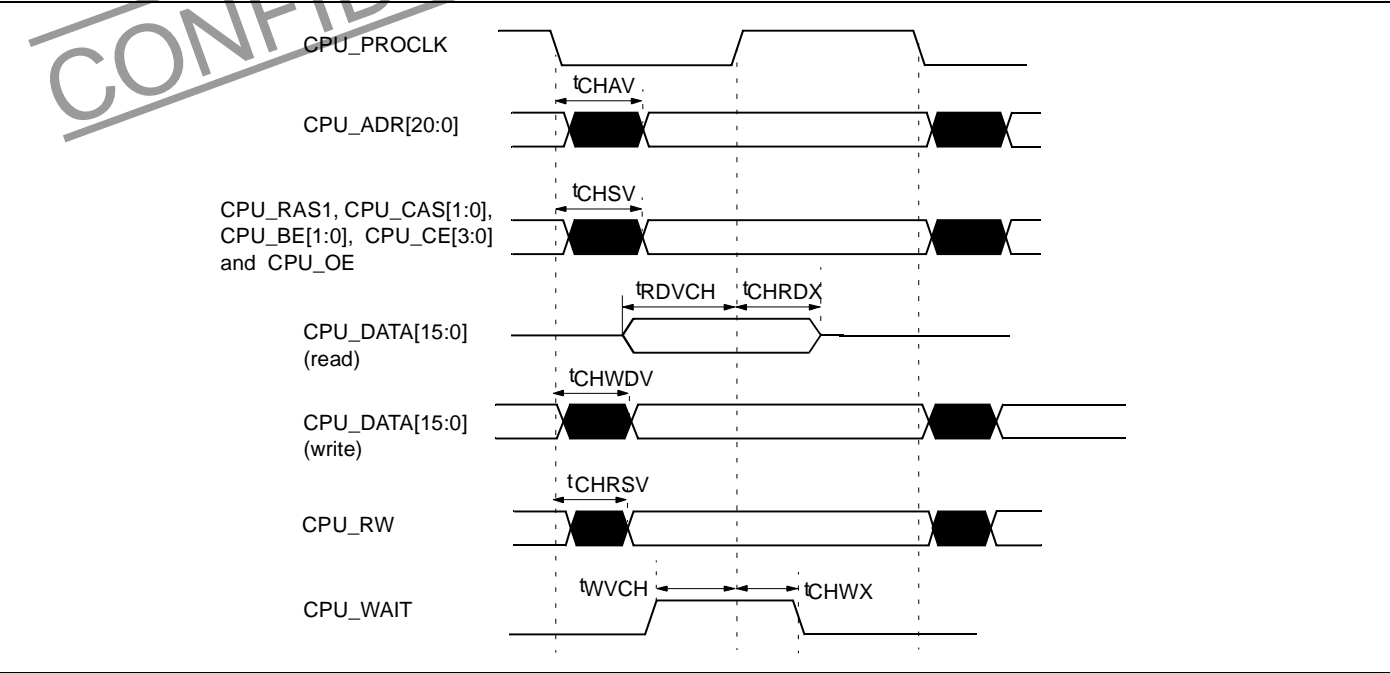 CONFID
CPU_PROCLK
tCHAV
CPU_ADR[20:0]
tCHSV
CPU_RAS1, CPU_CAS[1:0],
CPU_BE[1:0], CPU_CE[3:0]
and CPU_OE
tRDVCH tCHRDX
CPU_DATA[15:0]
(read)
tCHWDV
CPU_DATA[15:0]
(write)
tCHRSV
CPU_RW
tWVCH tCHWX
CPU_WAIT